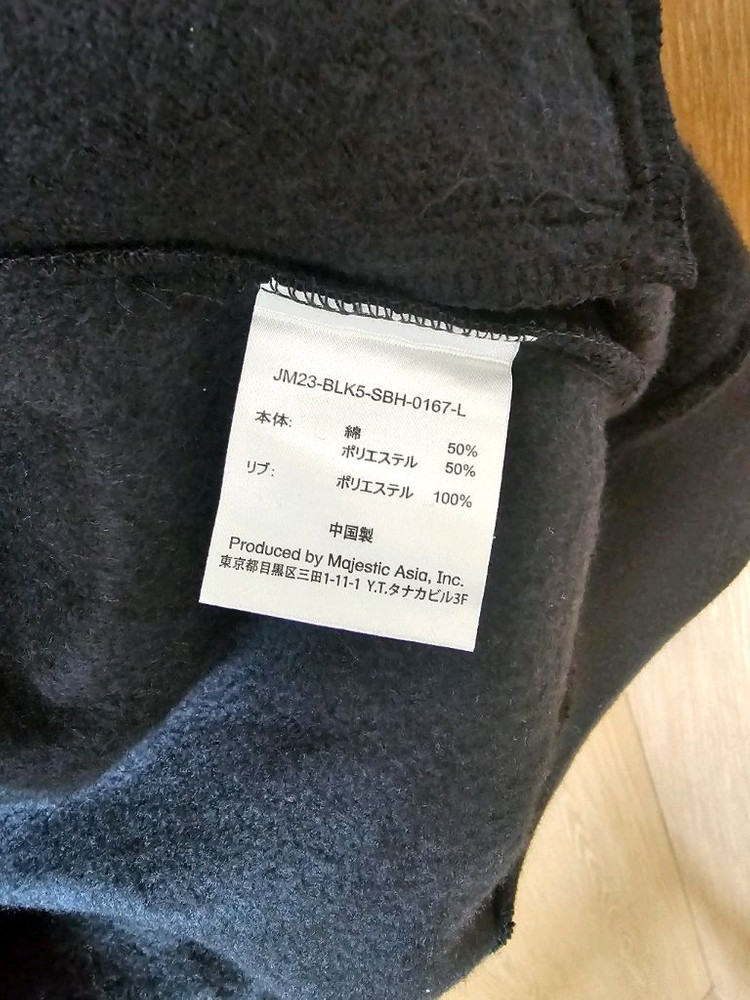 JM23-BLK5-SBH-0167-L
本体: 綿 50%
ポリエステル 50%
リブ: ポリエステル 100%
中国製
Produced by Majestic Asia, Inc.
東京都目黒区三田1-11-1 Y.T.タナカビル3F